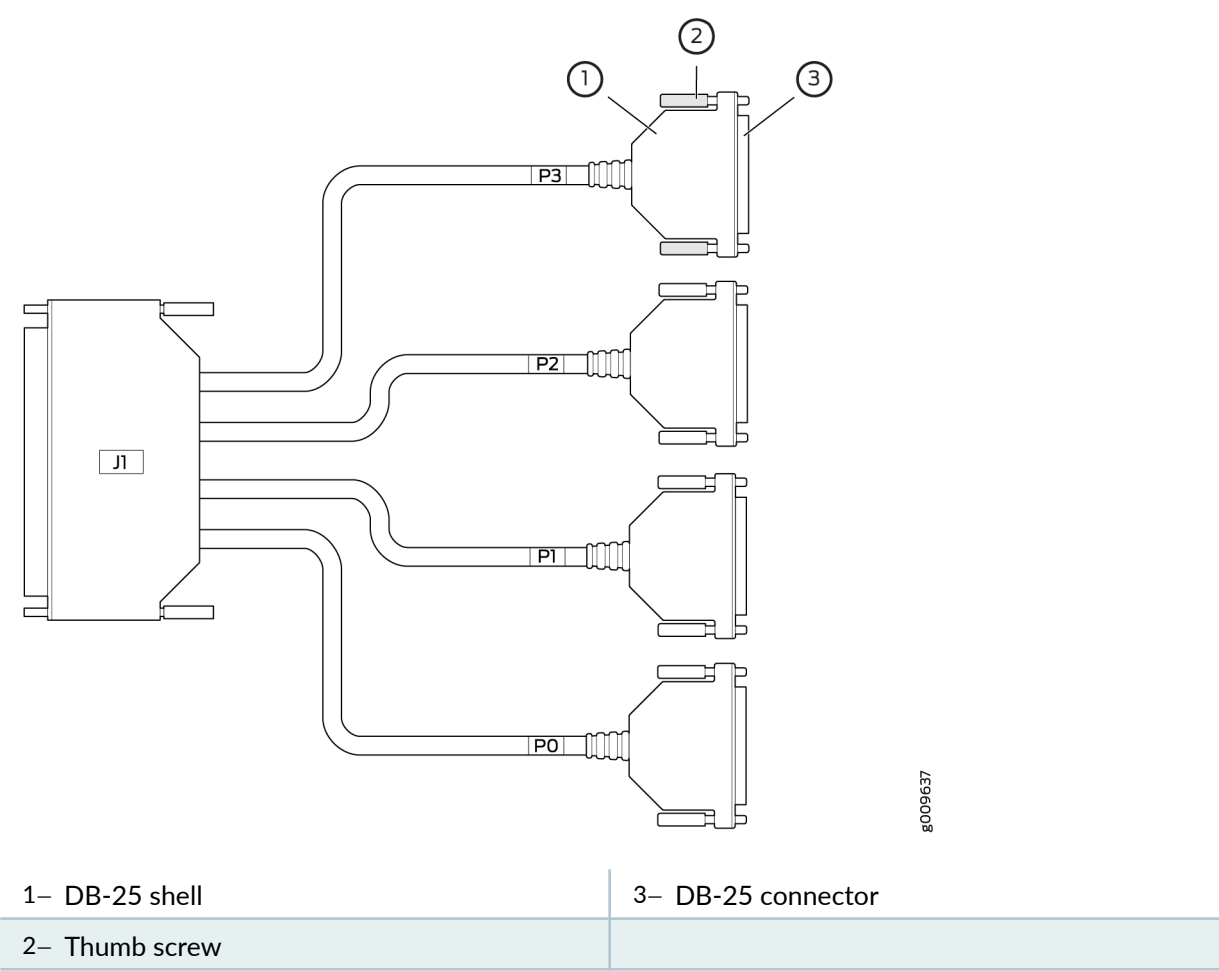 2
1
3
P3
P2
J1
P1
P0
g009637
1– DB-25 shell
3– DB-25 connector
2– Thumb screw